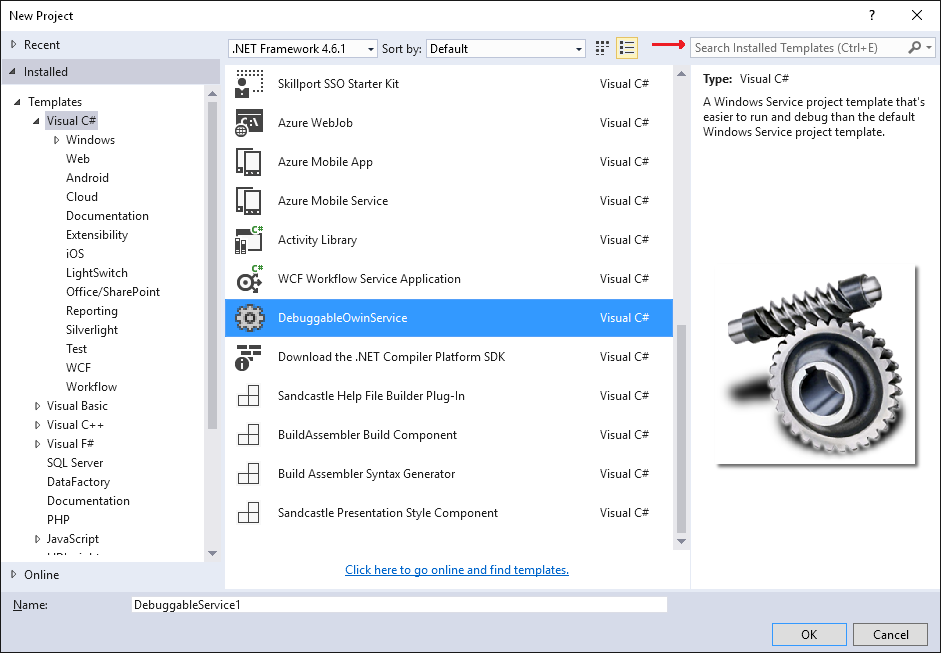 New Project
?
Recent
.NET Framework 4.6.1
Sort by:
Default
Search Installed Templates (Ctrl+E)
Installed
Templates
Visual C#
Windows
Web
Android
Cloud
Documentation
Extensibility
iOS
LightSwitch
Office/SharePoint
Reporting
Silverlight
Test
WCF
Workflow
Visual Basic
Visual C++
Visual F#
SQL Server
DataFactory
Documentation
PHP
JavaScript
Online
Skillport SSO Starter Kit Visual C#
C:\
Azure WebJob Visual C#
Azure Mobile App Visual C#
Azure Mobile Service Visual C#
C#
Activity Library Visual C#
C#
WCF Workflow Service Application Visual C#
DebuggableOwinService Visual C#
Download the .NET Compiler Platform SDK Visual C#
Sandcastle Help File Builder Plug-In Visual C#
BuildAssembler Build Component Visual C#
Build Assembler Syntax Generator Visual C#
Sandcastle Presentation Style Component Visual C#
Click here to go online and find templates.
Type: Visual C#
A Windows Service project template that's
easier to run and debug than the default
Windows Service project template.
Name:
DebuggableService1
OK
Cancel